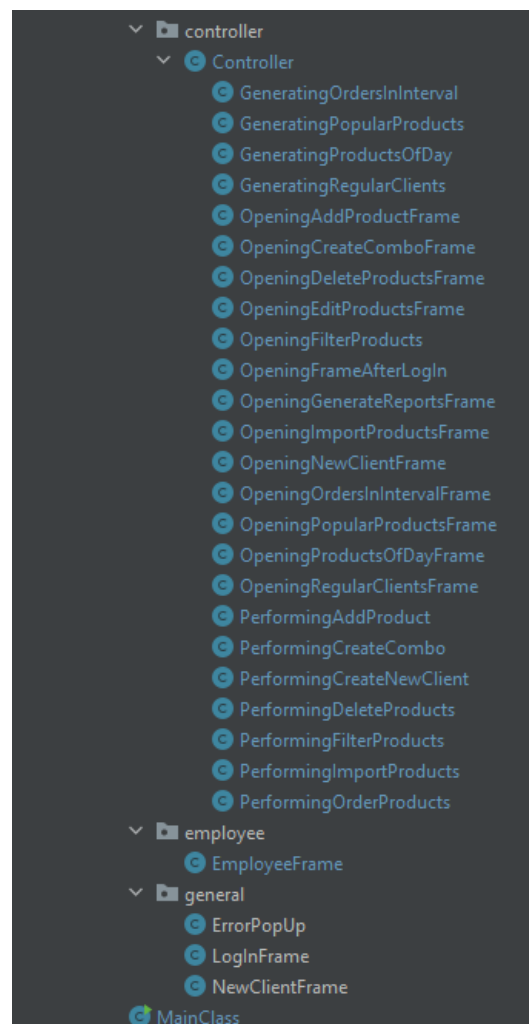 controller
Controller
GeneratingOrdersInInterval
GeneratingPopularProducts
GeneratingProductsOfDay
GeneratingRegularClients
OpeningAddProductFrame
OpeningCreateComboFrame
OpeningDeleteProductsFrame
OpeningEditProductsFrame
OpeningFilterProducts
OpeningFrameAfterLogIn
OpeningGenerateReportsFrame
OpeningImportProductsFrame
OpeningNewClientFrame
OpeningOrdersInIntervalFrame
OpeningPopularProductsFrame
OpeningProductsOfDayFrame
OpeningRegularClientsFrame
PerformingAddProduct
PerformingCreateCombo
PerformingCreateNewClient
PerformingDeleteProducts
PerformingFilterProducts
PerformingImportProducts
PerformingOrderProducts
employee
EmployeeFrame
general
ErrorPopUp
LogInFrame
NewClientFrame
MainClass